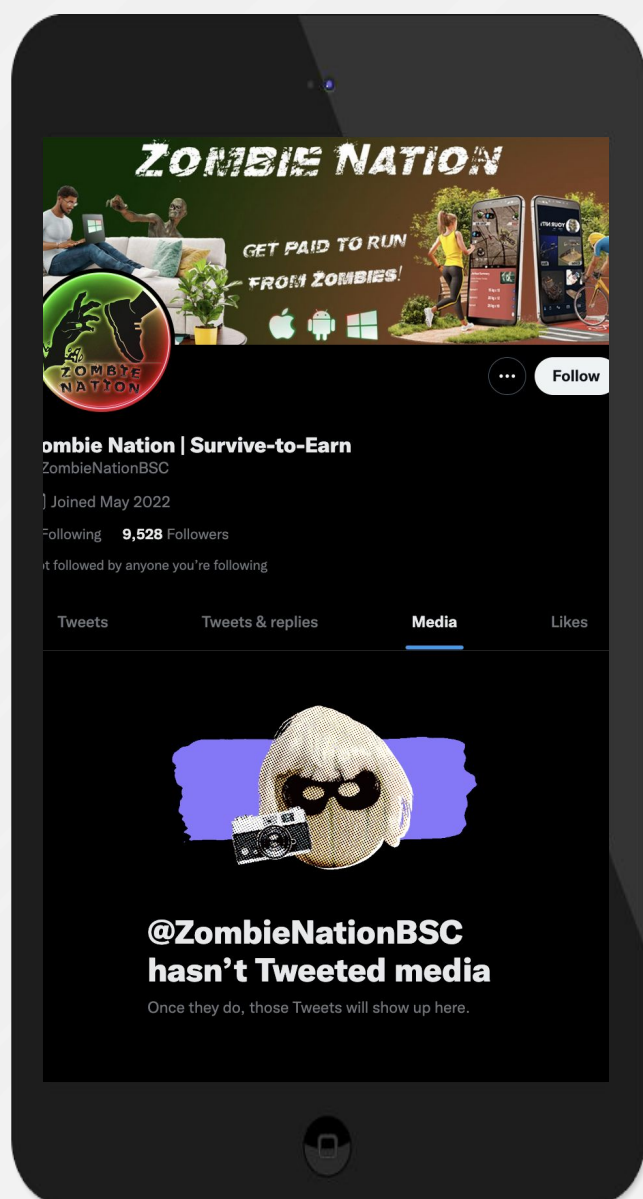 ZOMBIE NATION
GET PAID TO RUN
FROM ZOMBIES!
ZOMBIE
NATION
Follow
ombie Nation | Survive-to-Earn
ZombieNationBSC
Joined May 2022
Following 9,528 Followers
t followed by anyone you're following
Tweets Tweets & replies Media Likes
@ZombieNationBSC
hasn't Tweeted media
Once they do, those Tweets will show up here.